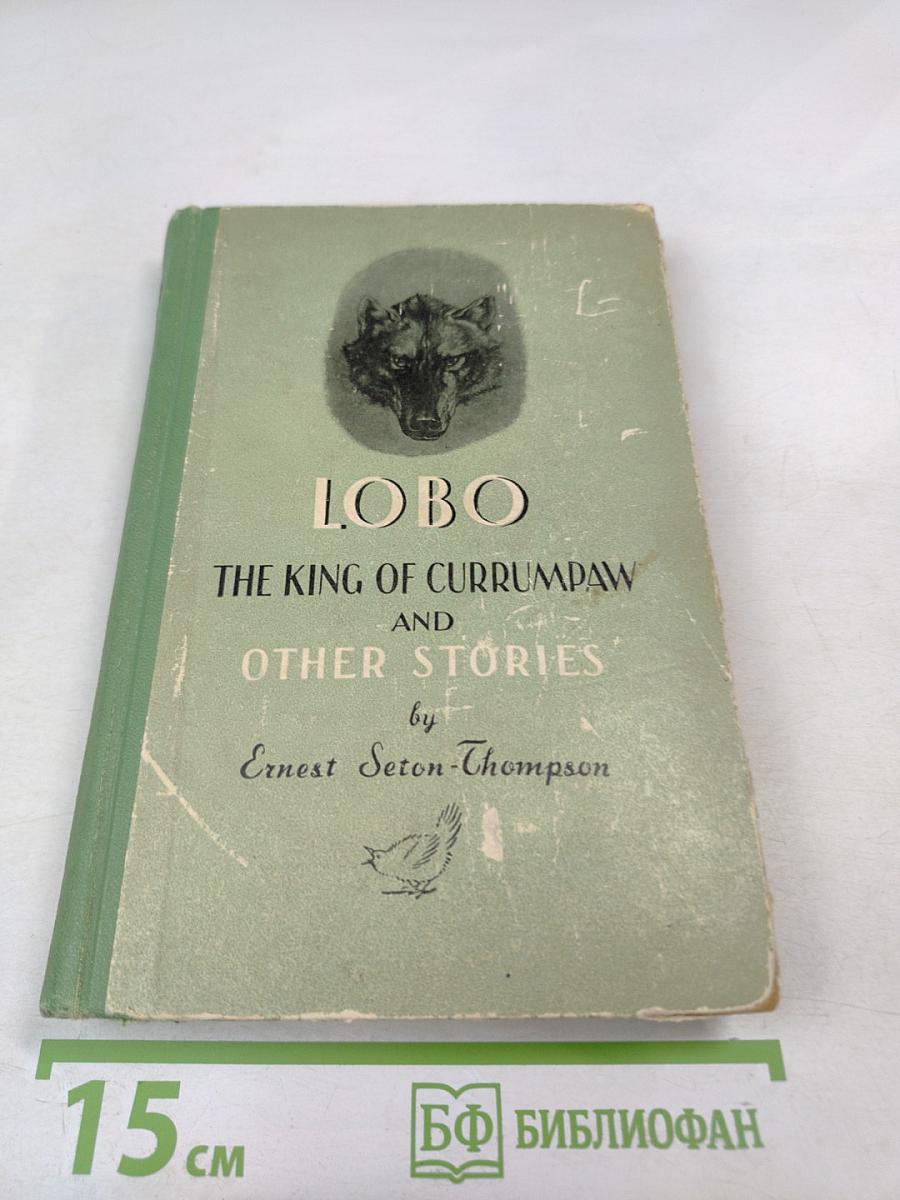 LOBO
THE KING OF CURRUMPAW
AND
OTHER STORIES
by
Ernest Seton-Thompson
15 см
БФ БИБЛИОФАН